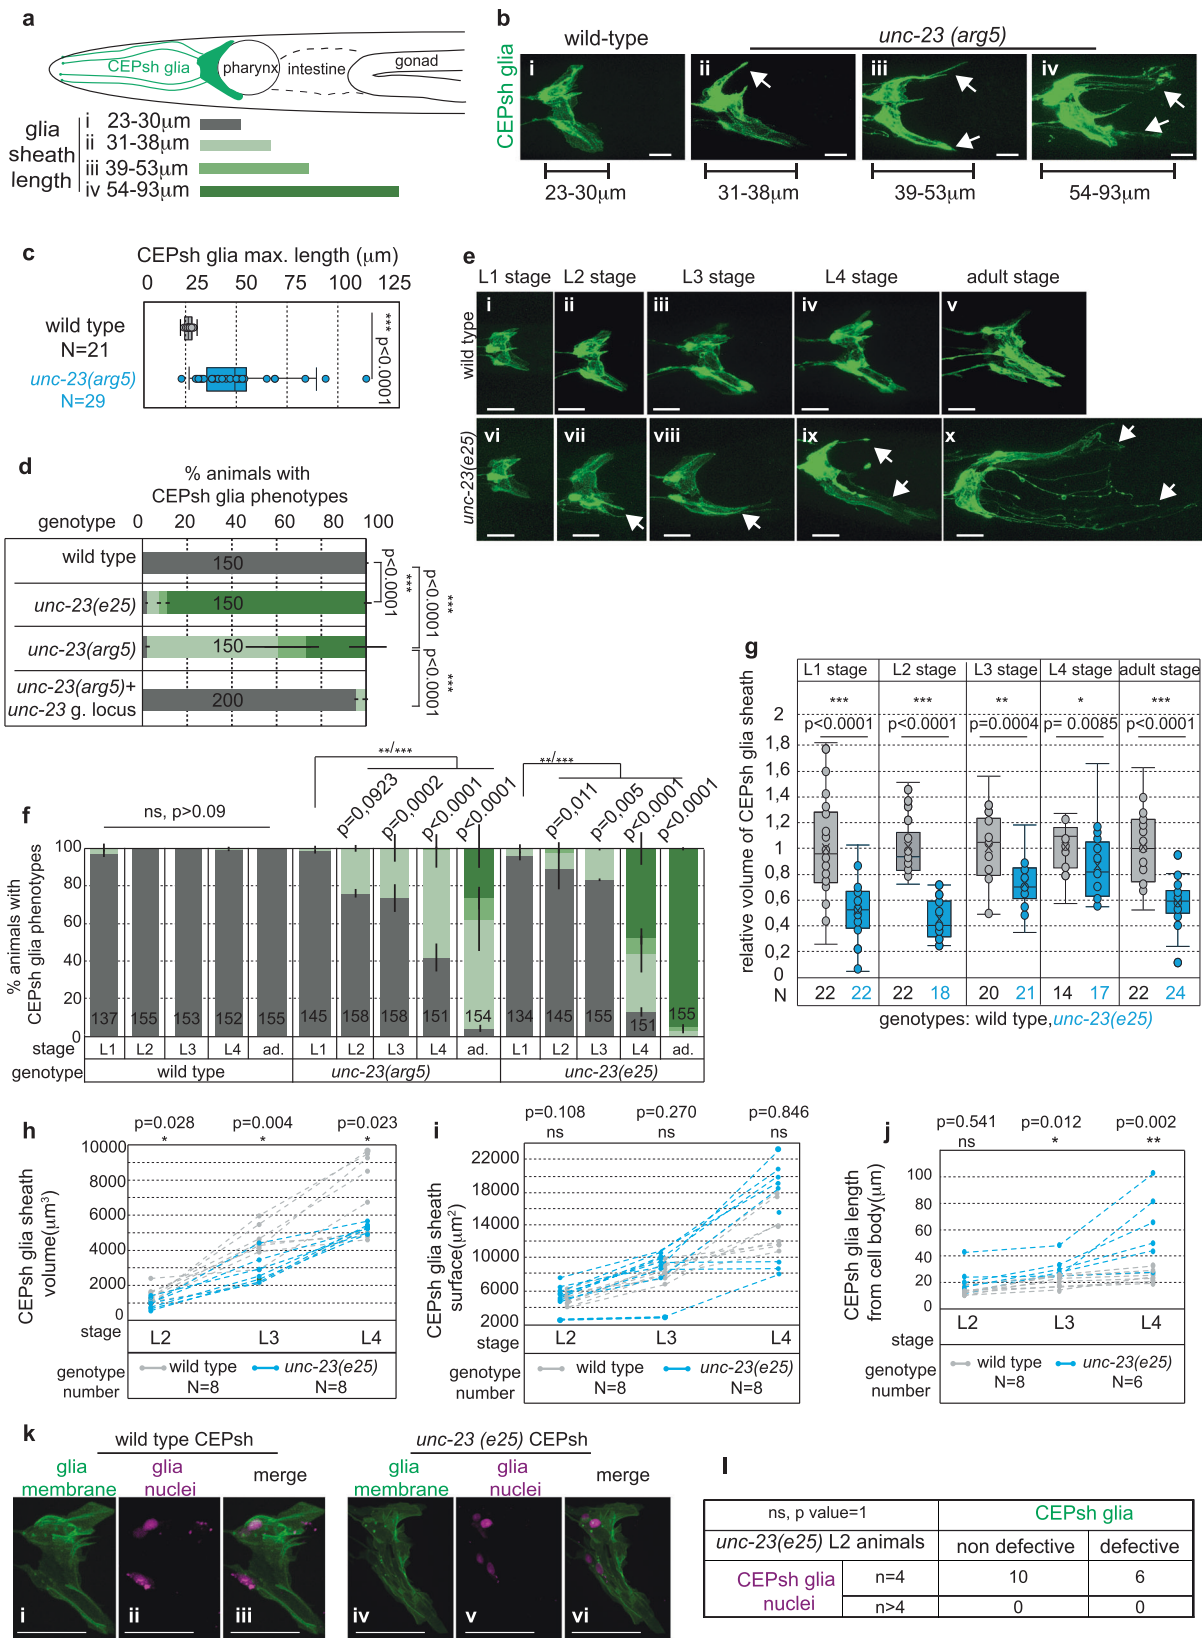 a
CEPsh glia
pharynx
intestine
gonad
glia sheath length
i 23-30μm
ii 31-38μm
iii 39-53μm
iv 54-93μm
b
wild-type
unc-23 (arg5)
CEPsh glia
i
ii
iii
iv
23-30μm
31-38μm
39-53μm
54-93μm
c
CEPsh glia max. length (μm)
0 25 50 75 100 125
wild type
N=21
unc-23(arg5)
N=29
*** p<0.0001
d
% animals with
CEPsh glia phenotypes
genotype 0 20 40 60 80 100
wild type 150
unc-23(e25) 150
unc-23(arg5) 150
unc-23(arg5)+
unc-23 g. locus 200
p<0.0001 ***
p<0.0001 ***
p<0.0001 ***
e
L1 stage L2 stage L3 stage L4 stage adult stage
wild type
i ii iii iv v
unc-23(e25)
vi vii viii ix x
f
% animals with
CEPsh glia phenotypes
100
80
60
40
20
0
ns, p>0.09
**/***
p=0,0923 p=0,0002 p<0.0001 p<0.0001
**/***
p=0,011 p=0,005 p<0.0001 p<0.0001
137 155 153 152 155 145 158 158 151 154 134 145 155 151 155
stage L1 L2 L3 L4 ad. L1 L2 L3 L4 ad. L1 L2 L3 L4 ad.
genotype wild type unc-23(arg5) unc-23(e25)
g
L1 stage L2 stage L3 stage L4 stage adult stage
*** *** ** * ***
p<0.0001 p<0.0001 p=0.0004 p= 0.0085 p<0.0001
relative volume of CEPsh glia sheath
2
1,8
1,6
1,4
1,2
1
0,8
0,6
0,4
0,2
0
N 22 22 22 18 20 21 14 17 22 24
genotypes: wild type,unc-23(e25)
h
p=0.028 p=0.004 p=0.023
* * *
CEPsh glia sheath
volume(μm³)
10000
8000
6000
4000
2000
0
stage L2 L3 L4
genotype wild type unc-23(e25)
number N=8 N=8
i
p=0.108 p=0.270 p=0.846
ns ns ns
CEPsh glia sheath
surface(μm²)
22000
18000
14000
10000
6000
2000
stage L2 L3 L4
genotype wild type unc-23(e25)
number N=8 N=8
j
p=0.541 p=0.012 p=0.002
ns * **
CEPsh glia length
from cell body(μm)
100
80
60
40
20
0
stage L2 L3 L4
genotype wild type unc-23(e25)
number N=8 N=6
k
wild type CEPsh
unc-23 (e25) CEPsh
glia membrane
glia nuclei
merge
glia membrane
glia nuclei
merge
i ii iii iv v vi
l
ns, p value=1 CEPsh glia
unc-23(e25) L2 animals non defective defective
CEPsh glia nuclei
n=4 10 6
n>4 0 0